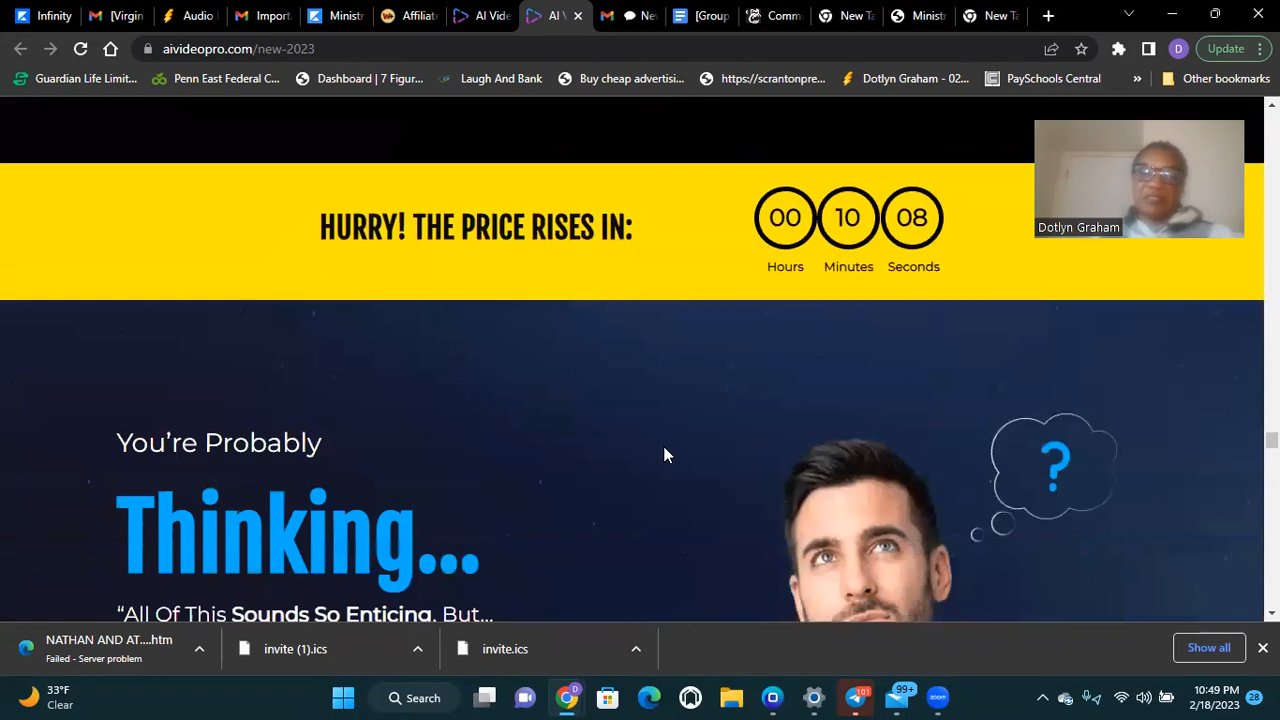 Infinity
[Virgin
Audio
Import
Ministr
Affiliate
AI Vide
AI V
Ne
[Group
Comm
New Ta
Ministr
New Ta
aivideopro.com/new-2023
D
Update
Guardian Life Limit...
Penn East Federal C...
Dashboard | 7 Figur...
Laugh And Bank
Buy cheap advertisi...
https://scrantonpre...
Dotlyn Graham - 02...
PaySchools Central
»
Other bookmarks
HURRY! THE PRICE RISES IN:
00 10 08
Hours Minutes Seconds
Dotlyn Graham
You're Probably
Thinking...
"All Of This Sounds So Enticing, But...
?
NATHAN AND AT....htm
Failed - Server problem
invite (1).ics
invite.ics
Show all
33°F
Clear
Search
D
101
99+
zoom
10:49 PM
2/18/2023
28